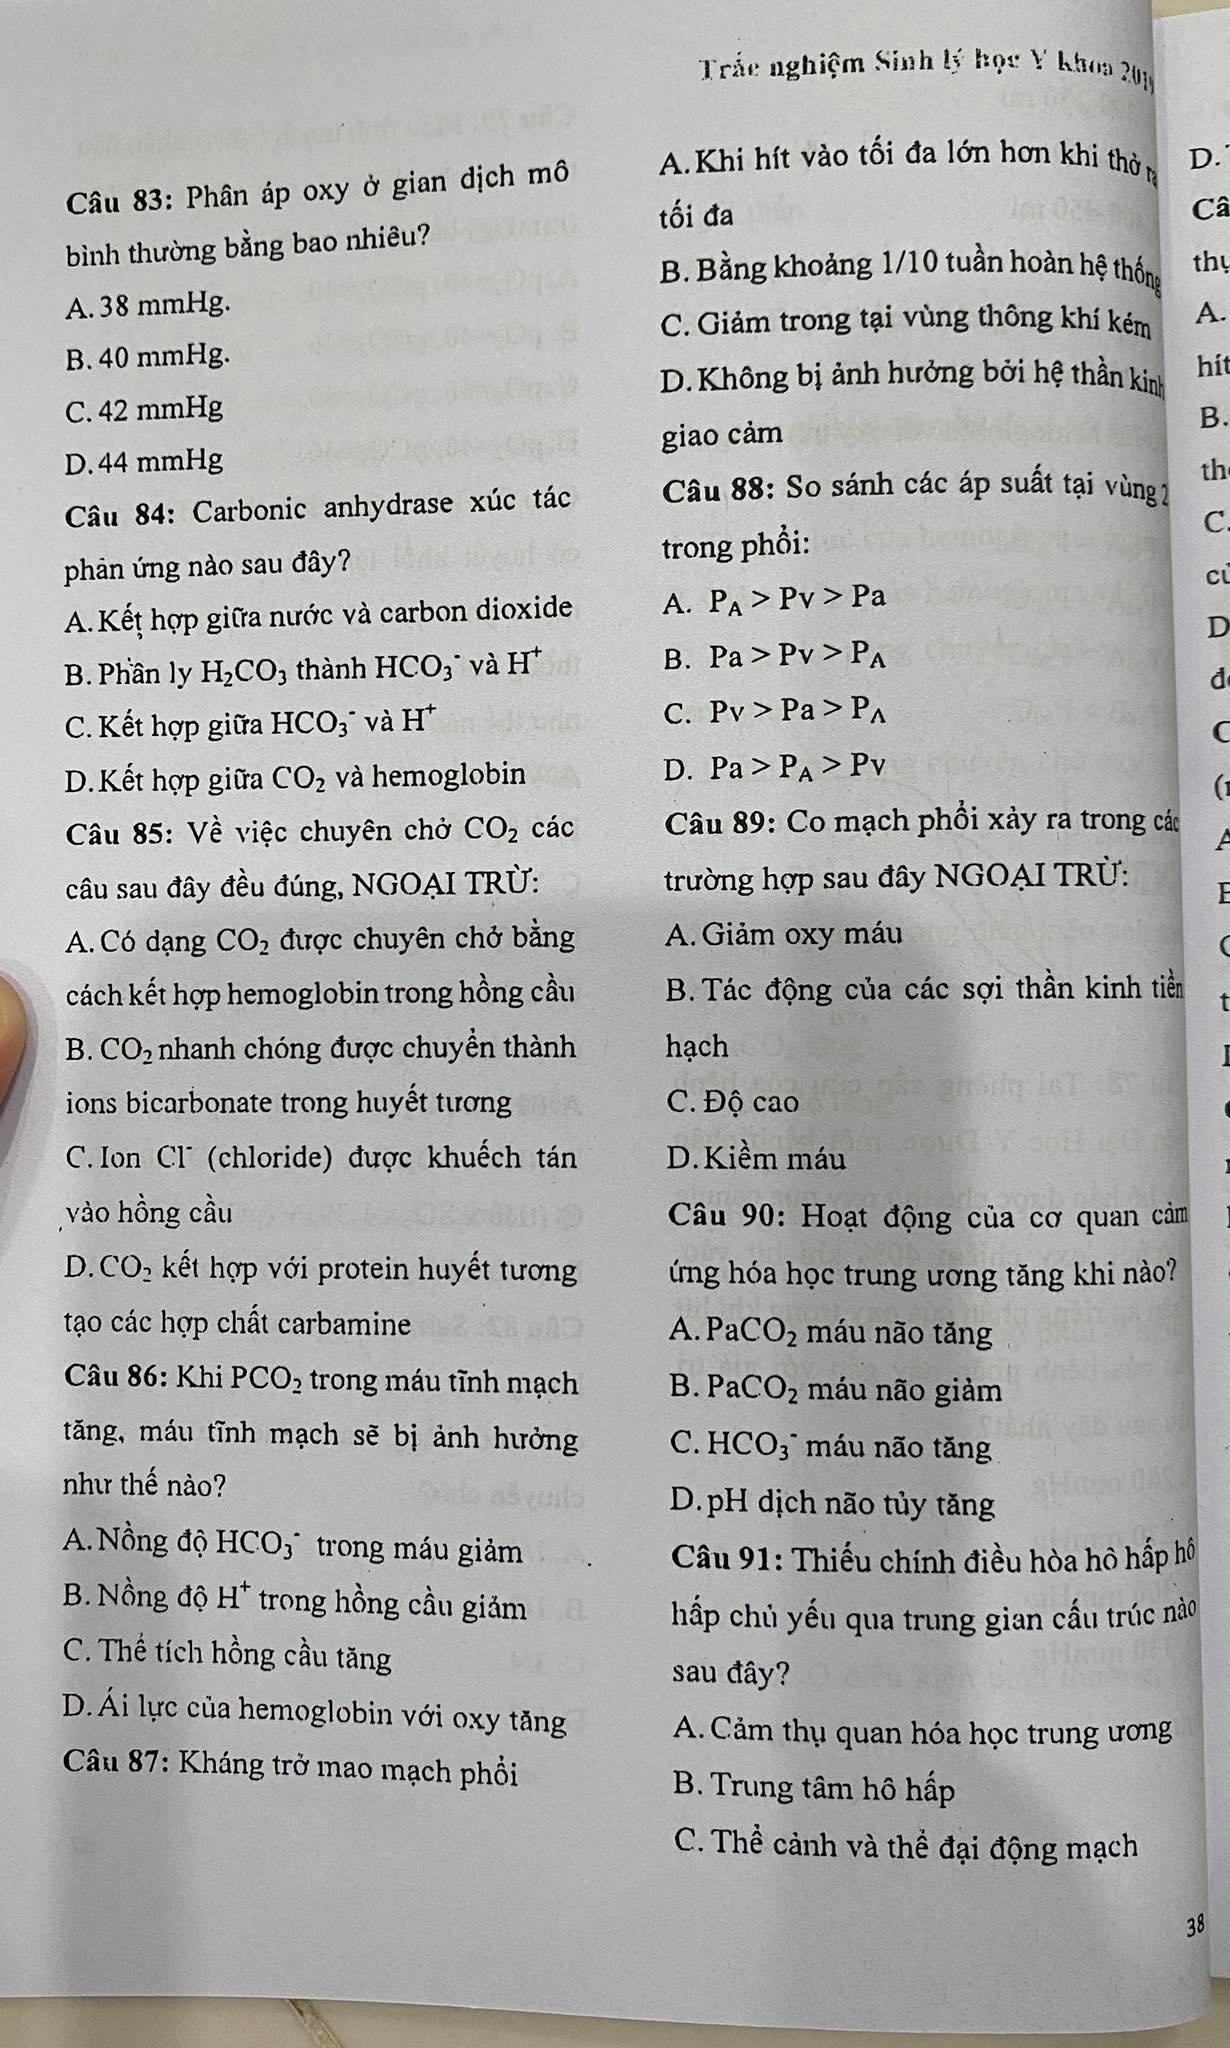 Trắc nghiệm Sinh lý học Y khoa 2019
Câu 83: Phân áp oxy ở gian dịch mô
bình thường bằng bao nhiêu?
A. 38 mmHg.
B. 40 mmHg.
C. 42 mmHg
D. 44 mmHg
Câu 84: Carbonic anhydrase xúc tác
phản ứng nào sau đây?
A. Kết hợp giữa nước và carbon dioxide
B. Phân ly H₂CO₃ thành HCO₃⁻ và H⁺
C. Kết hợp giữa HCO₃⁻ và H⁺
D. Kết hợp giữa CO₂ và hemoglobin
Câu 85: Về việc chuyên chở CO₂ các
câu sau đây đều đúng, NGOẠI TRỪ:
A. Có dạng CO₂ được chuyên chở bằng
cách kết hợp hemoglobin trong hồng cầu
B. CO₂ nhanh chóng được chuyển thành
ions bicarbonate trong huyết tương
C. Ion Cl⁻ (chloride) được khuếch tán
vào hồng cầu
D. CO₂ kết hợp với protein huyết tương
tạo các hợp chất carbamine
Câu 86: Khi PCO₂ trong máu tĩnh mạch
tăng, máu tĩnh mạch sẽ bị ảnh hưởng
như thế nào?
A. Nồng độ HCO₃⁻ trong máu giảm
B. Nồng độ H⁺ trong hồng cầu giảm
C. Thể tích hồng cầu tăng
D. Ái lực của hemoglobin với oxy tăng
Câu 87: Kháng trở mao mạch phổi
A. Khi hít vào tối đa lớn hơn khi thở ra
tối đa
B. Bằng khoảng 1/10 tuần hoàn hệ thống
C. Giảm trong tại vùng thông khí kém
D. Không bị ảnh hưởng bởi hệ thần kinh
giao cảm
Câu 88: So sánh các áp suất tại vùng 2
trong phổi:
A. P_A > Pv > Pa
B. Pa > Pv > P_A
C. Pv > Pa > P_A
D. Pa > P_A > Pv
Câu 89: Co mạch phổi xảy ra trong các
trường hợp sau đây NGOẠI TRỪ:
A. Giảm oxy máu
B. Tác động của các sợi thần kinh tiền
hạch
C. Độ cao
D. Kiềm máu
Câu 90: Hoạt động của cơ quan cảm
ứng hóa học trung ương tăng khi nào?
A. PaCO₂ máu não tăng
B. PaCO₂ máu não giảm
C. HCO₃⁻ máu não tăng
D. pH dịch não tủy tăng
Câu 91: Thiếu chính điều hòa hô hấp hô
hấp chủ yếu qua trung gian cấu trúc nào
sau đây?
A. Cảm thụ quan hóa học trung ương
B. Trung tâm hô hấp
C. Thể cảnh và thể đại động mạch
38
D.
thụ
A.
hít
B.
C.